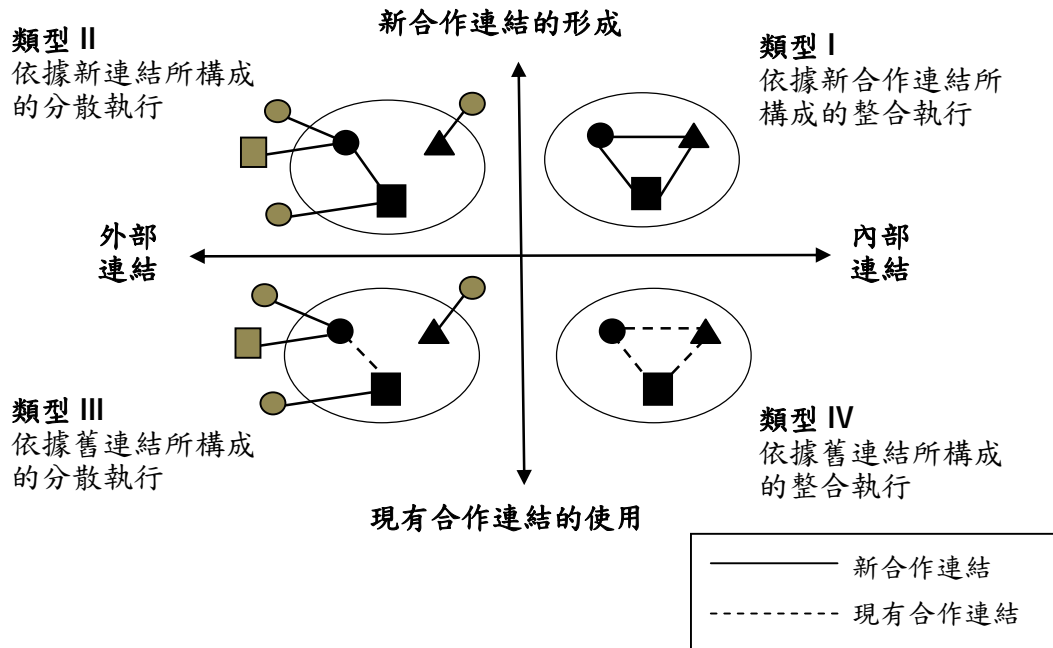 新合作連結的形成
類型 II
依據新連結所構成
的分散執行
類型 I
依據新合作連結所
構成的整合執行
外部
連結
內部
連結
類型 III
依據舊連結所構成
的分散執行
類型 IV
依據舊連結所構成
的整合執行
現有合作連結的使用
新合作連結
現有合作連結